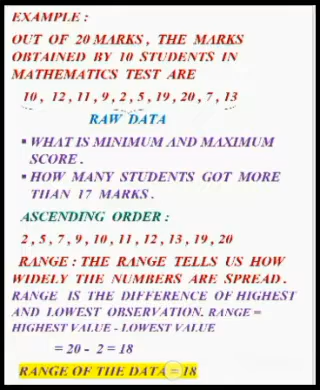 EXAMPLE :
OUT OF 20 MARKS , THE MARKS
OBTAINED BY 10 STUDENTS IN
MATHEMATICS TEST ARE
10 , 12 , 11 , 9 , 2 , 5 , 19 , 20 , 7 , 13
RAW DATA
▪ WHAT IS MINIMUM AND MAXIMUM
SCORE .
▪ HOW MANY STUDENTS GOT MORE
THAN 17 MARKS .
ASCENDING ORDER :
2 , 5 , 7 , 9 , 10 , 11 , 12 , 13 , 19 , 20
RANGE : THE RANGE TELLS US HOW
WIDELY THE NUMBERS ARE SPREAD .
RANGE IS THE DIFFERENCE OF HIGHEST
AND LOWEST OBSERVATION. RANGE =
HIGHEST VALUE - LOWEST VALUE
= 20 - 2 = 18
RANGE OF THE DATA = 18